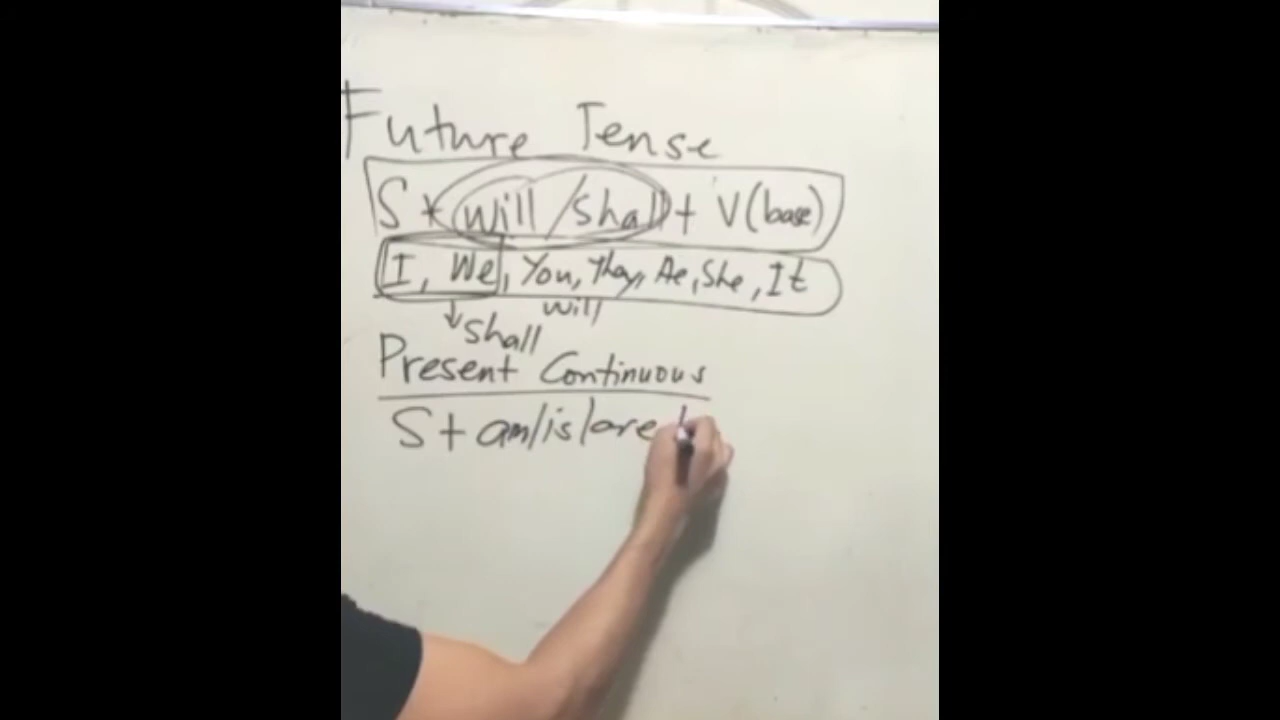 Future Tense
S + will / shall + V (base)
I, We, You, They, He, She, It
will
shall
Present Continuous
S + am/is/are